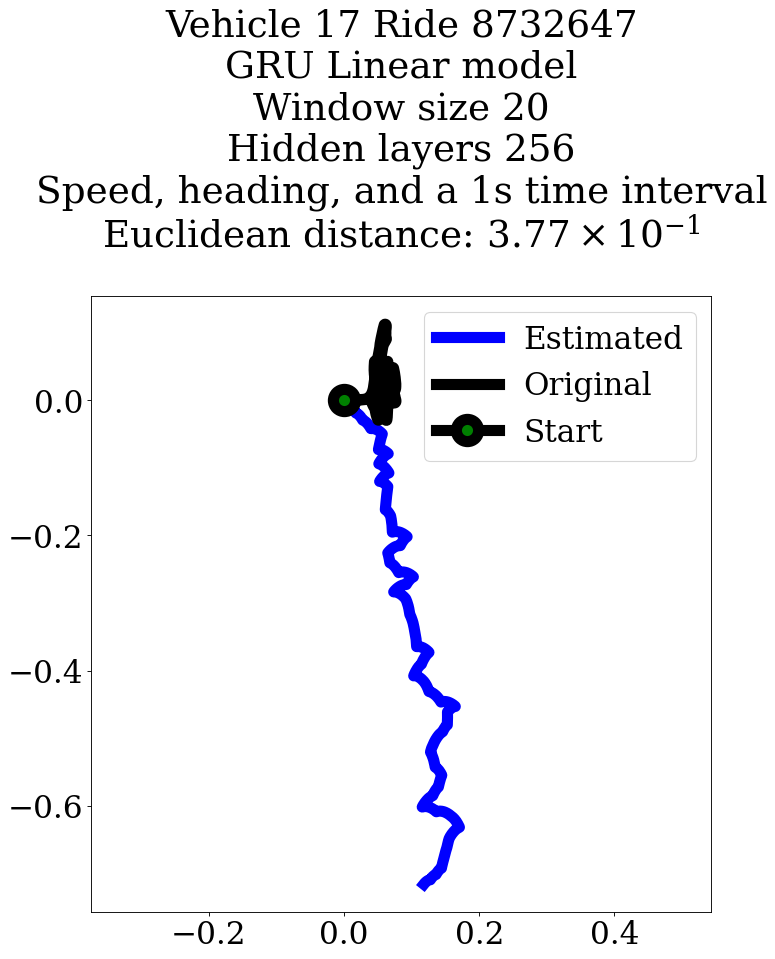 Vehicle 17 Ride 8732647
GRU Linear model
Window size 20
Hidden layers 256
Speed, heading, and a 1s time interval
Euclidean distance: 3.77 × 10⁻¹
Estimated
Original
Start
0.0
−0.2
−0.4
−0.6
−0.2 0.0 0.2 0.4